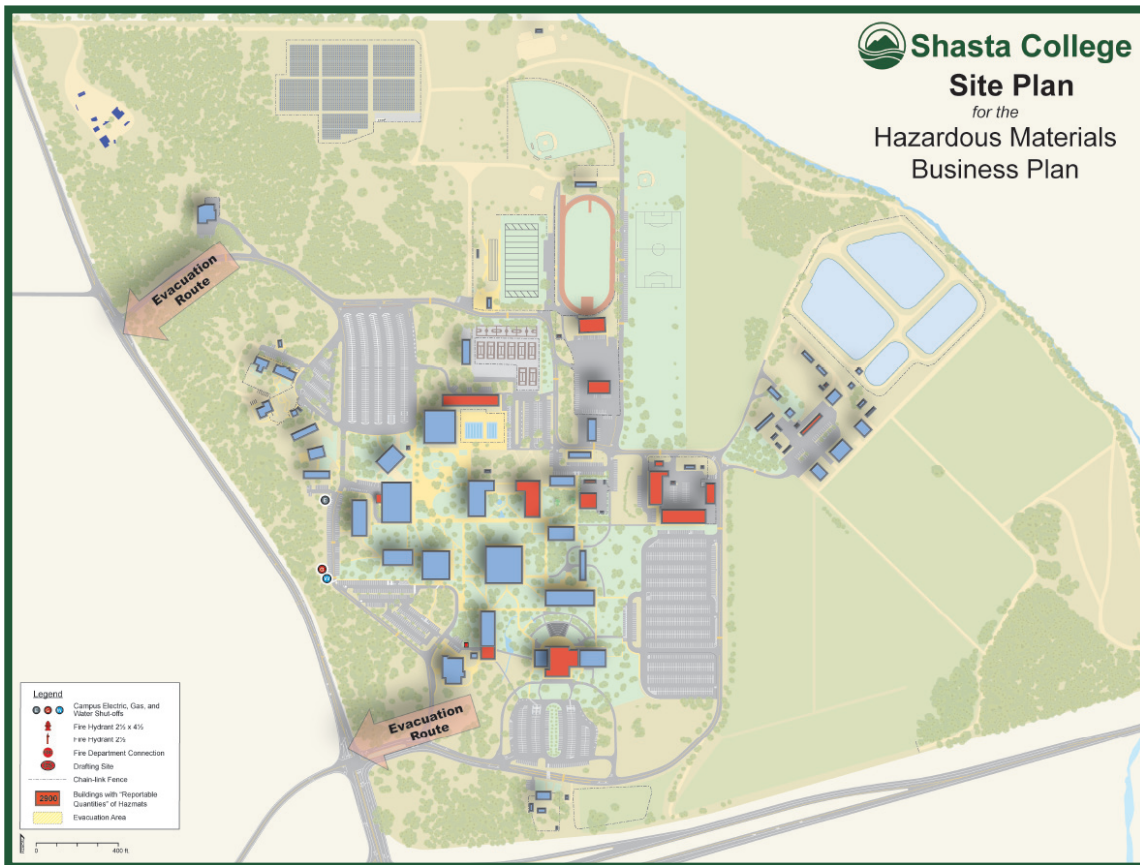 Shasta College
Site Plan
for the
Hazardous Materials
Business Plan
Evacuation
Route
Evacuation
Route
Legend
Campus Electric, Gas, and
Water Shut-offs
Fire Hydrant 2½ x 4½
Fire Hydrant 2½
Fire Department Connection
Drafting Site
Chain-link Fence
2900
Buildings with "Reportable
Quantities" of Hazmats
Evacuation Area
0
400 ft.